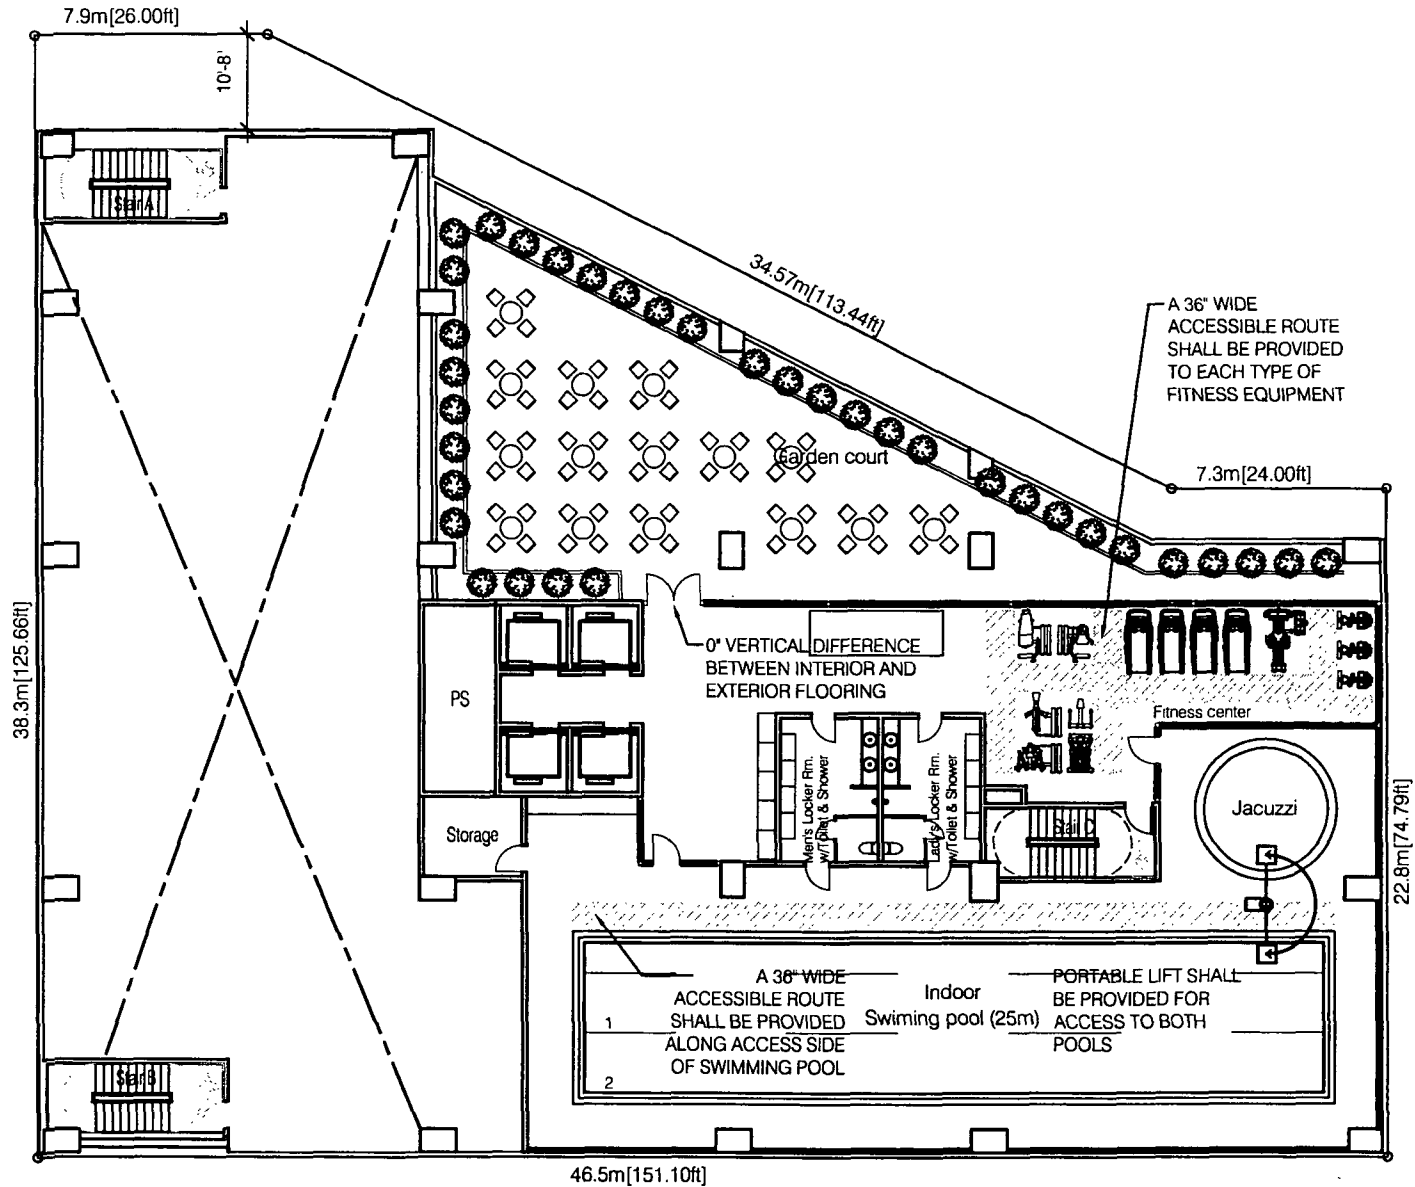 7.9m[26.00ft]
10'-8'
Stair A
34.57m[113.44ft]
A 36" WIDE
ACCESSIBLE ROUTE
SHALL BE PROVIDED
TO EACH TYPE OF
FITNESS EQUIPMENT
Garden court
7.3m[24.00ft]
38.3m[125.66ft]
0" VERTICAL DIFFERENCE
BETWEEN INTERIOR AND
EXTERIOR FLOORING
PS
Fitness center
Men's Locker Rm.
w/Toilet & Shower
Lady's Locker Rm.
w/Toilet & Shower
Jacuzzi
Storage
Stair
22.8m[74.79ft]
A 36" WIDE
ACCESSIBLE ROUTE
SHALL BE PROVIDED
ALONG ACCESS SIDE
OF SWIMMING POOL
Indoor
Swiming pool (25m)
PORTABLE LIFT SHALL
BE PROVIDED FOR
ACCESS TO BOTH
POOLS
1
2
Stair B
46.5m[151.10ft]